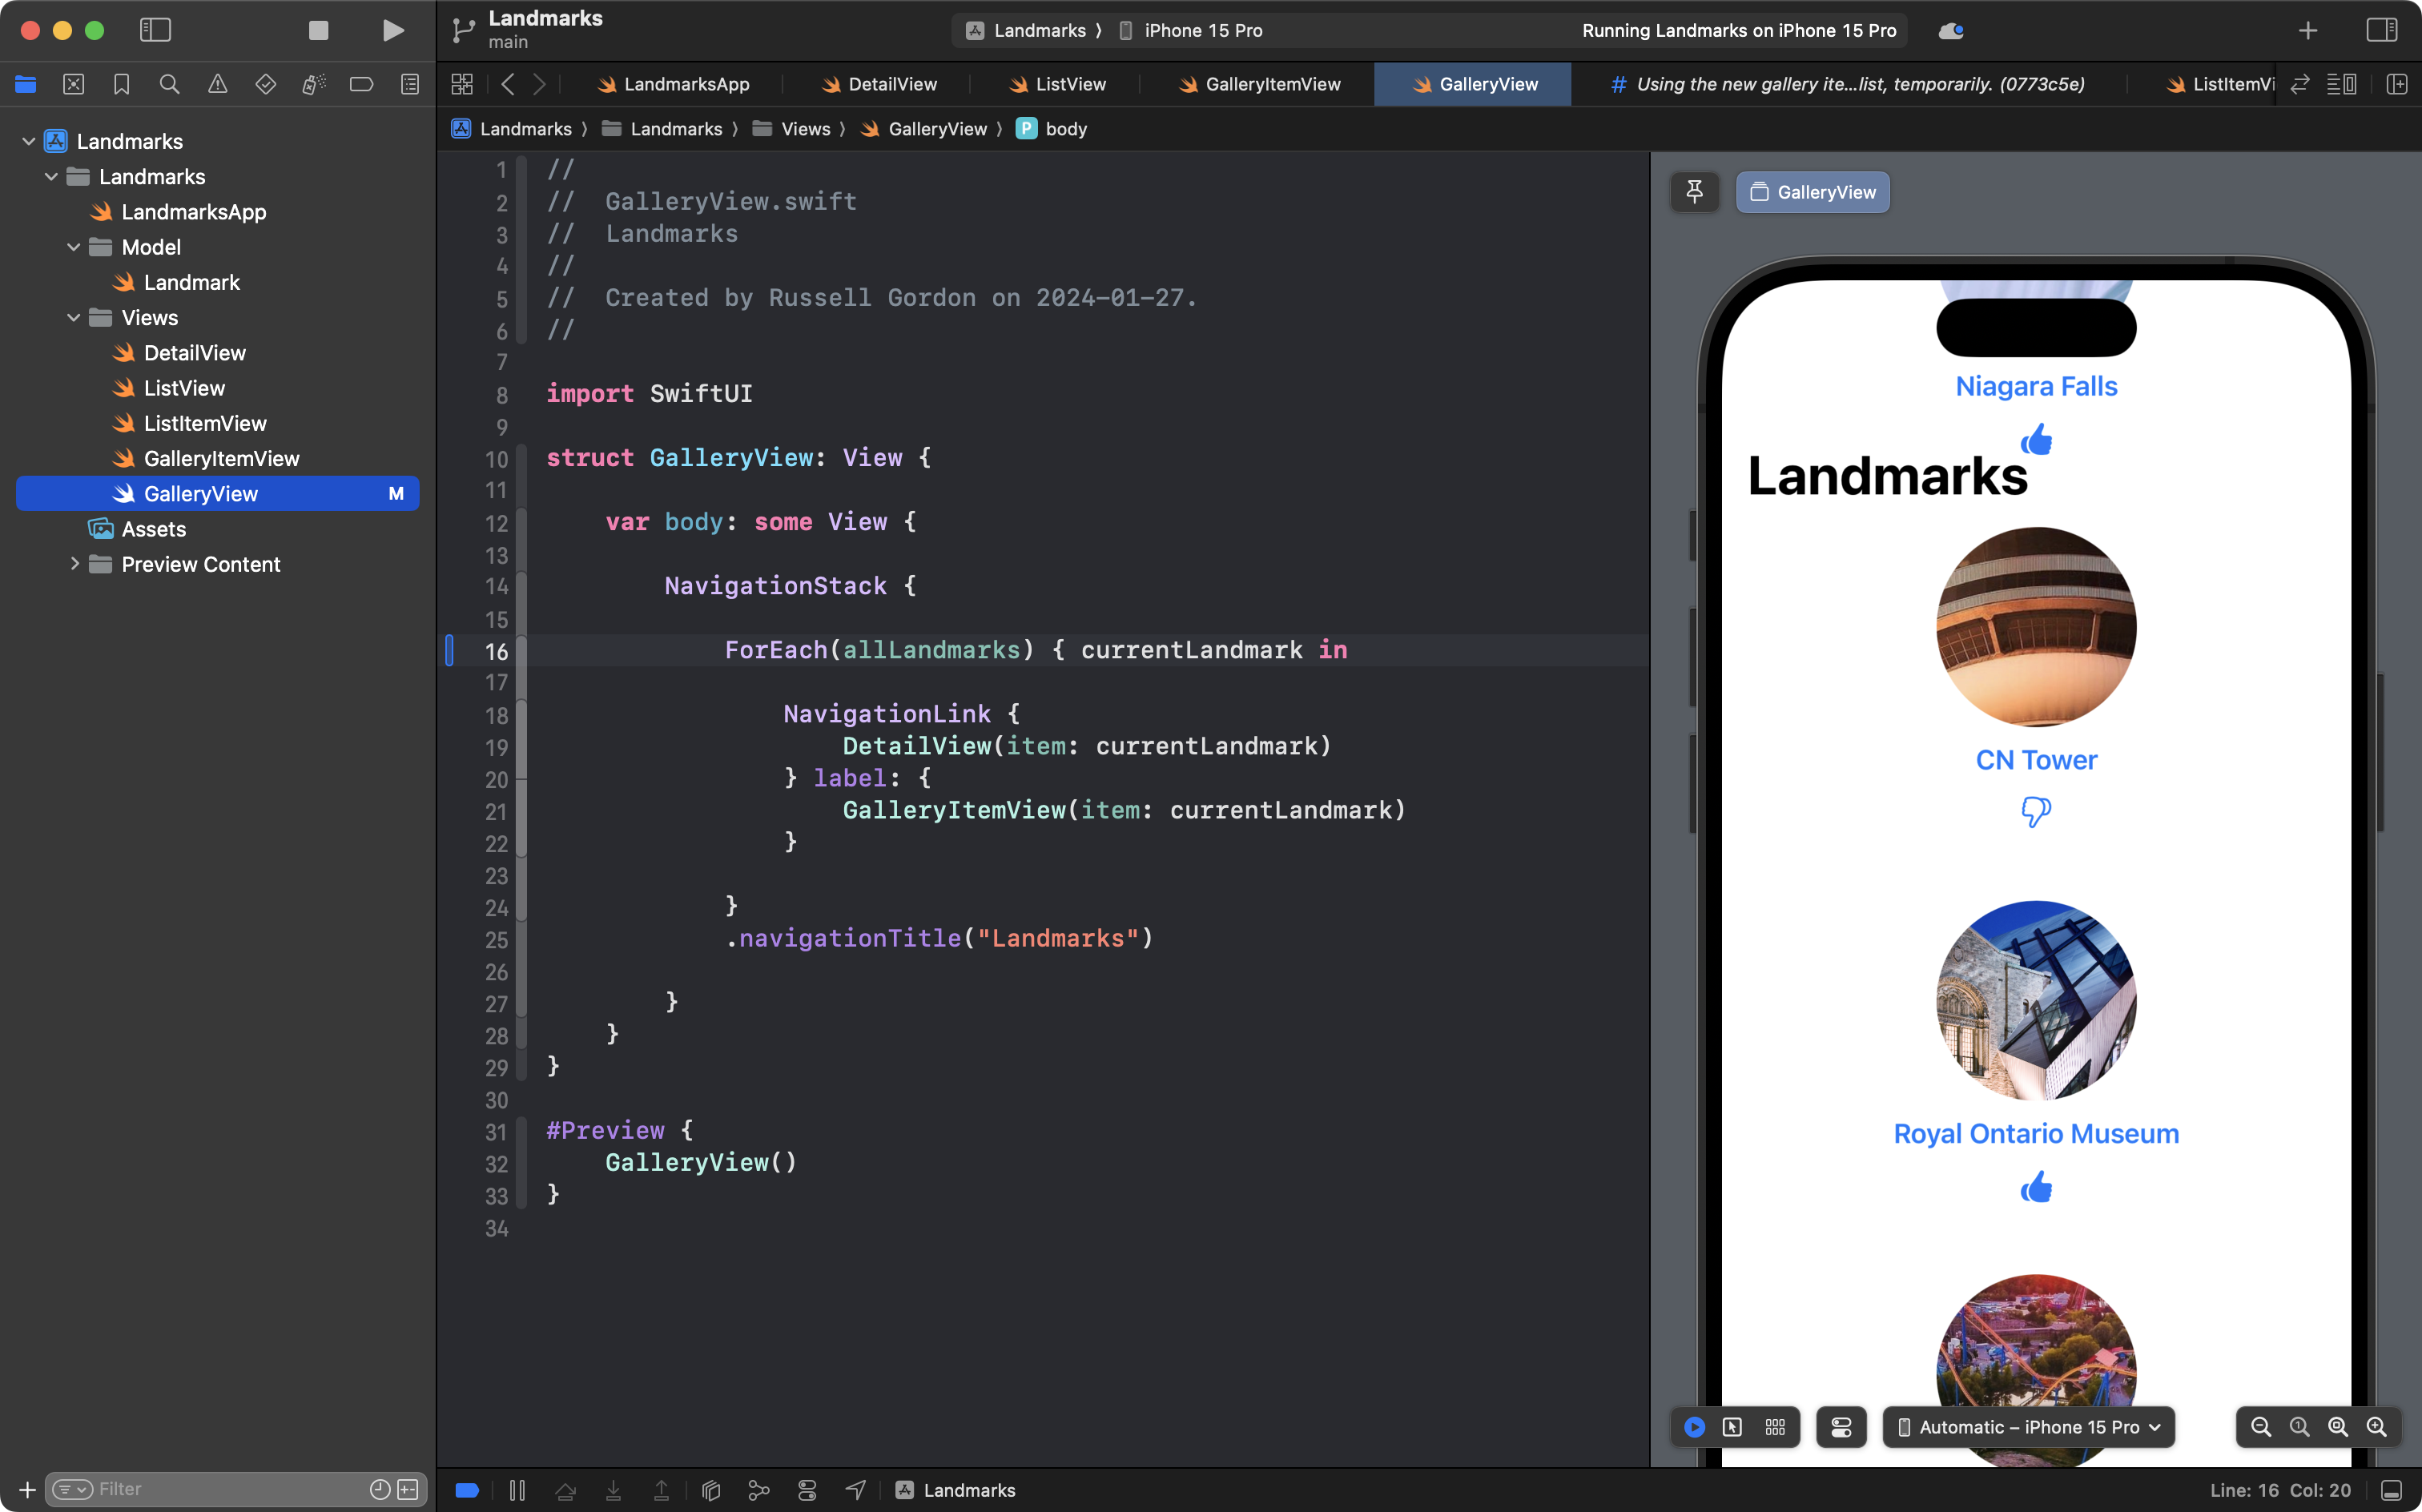 Landmarks
main
Landmarks ⟩ iPhone 15 Pro
Running Landmarks on iPhone 15 Pro
LandmarksApp
DetailView
ListView
GalleryItemView
GalleryView
# Using the new gallery ite...list, temporarily. (0773c5e)
ListItemVi
Landmarks ⟩ Landmarks ⟩ Views ⟩ GalleryView ⟩ P body
Landmarks
Landmarks
LandmarksApp
Model
Landmark
Views
DetailView
ListView
ListItemView
GalleryItemView
GalleryView M
Assets
Preview Content
Filter
1 //
2 //  GalleryView.swift
3 //  Landmarks
4 //
5 //  Created by Russell Gordon on 2024-01-27.
6 //
7
8 import SwiftUI
9
10 struct GalleryView: View {
11
12     var body: some View {
13
14         NavigationStack {
15
16             ForEach(allLandmarks) { currentLandmark in
17
18                 NavigationLink {
19                     DetailView(item: currentLandmark)
20                 } label: {
21                     GalleryItemView(item: currentLandmark)
22                 }
23
24             }
25             .navigationTitle("Landmarks")
26
27         }
28     }
29 }
30
31 #Preview {
32     GalleryView()
33 }
34
GalleryView
Niagara Falls
Landmarks
CN Tower
Royal Ontario Museum
Automatic – iPhone 15 Pro
Landmarks
Line: 16 Col: 20